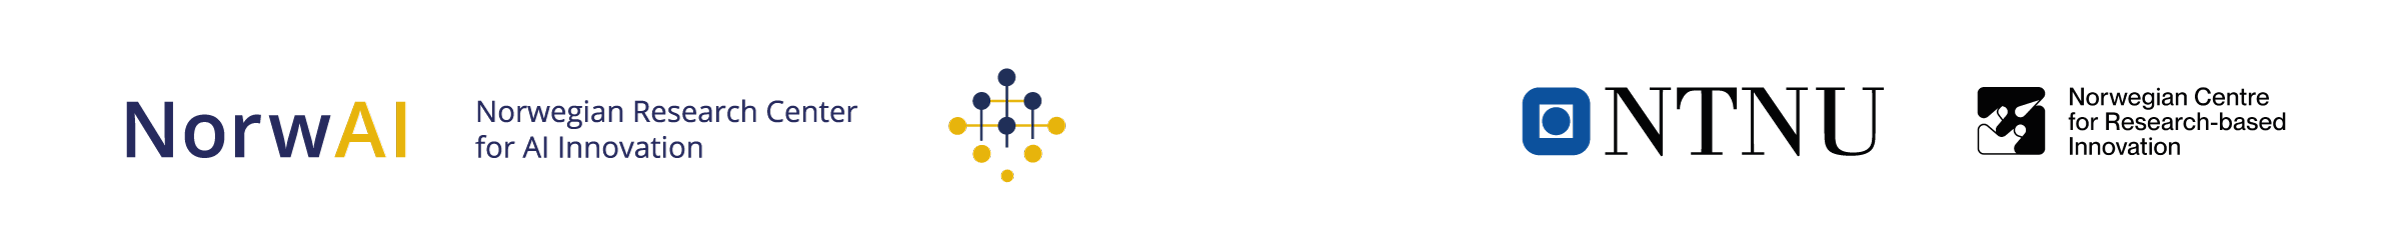 NorwAI
Norwegian Research Center
for AI Innovation
NTNU
Norwegian Centre
for Research-based
Innovation